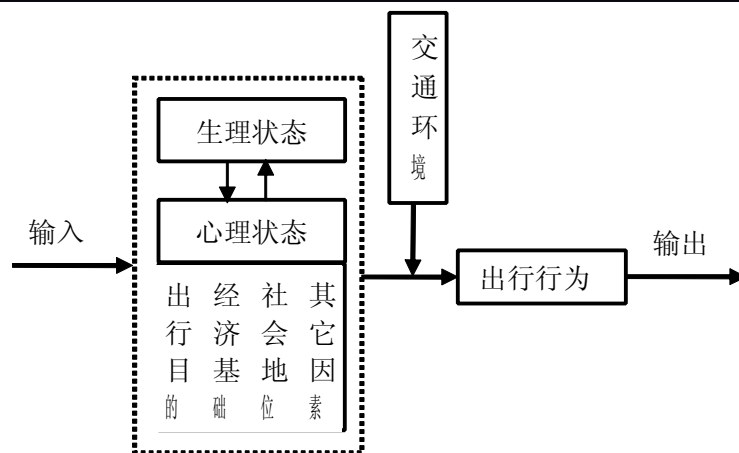 交通环境
生理状态
心理状态
输入
输出
出行行为
出行目的
经济基础
社会地位
其它因素